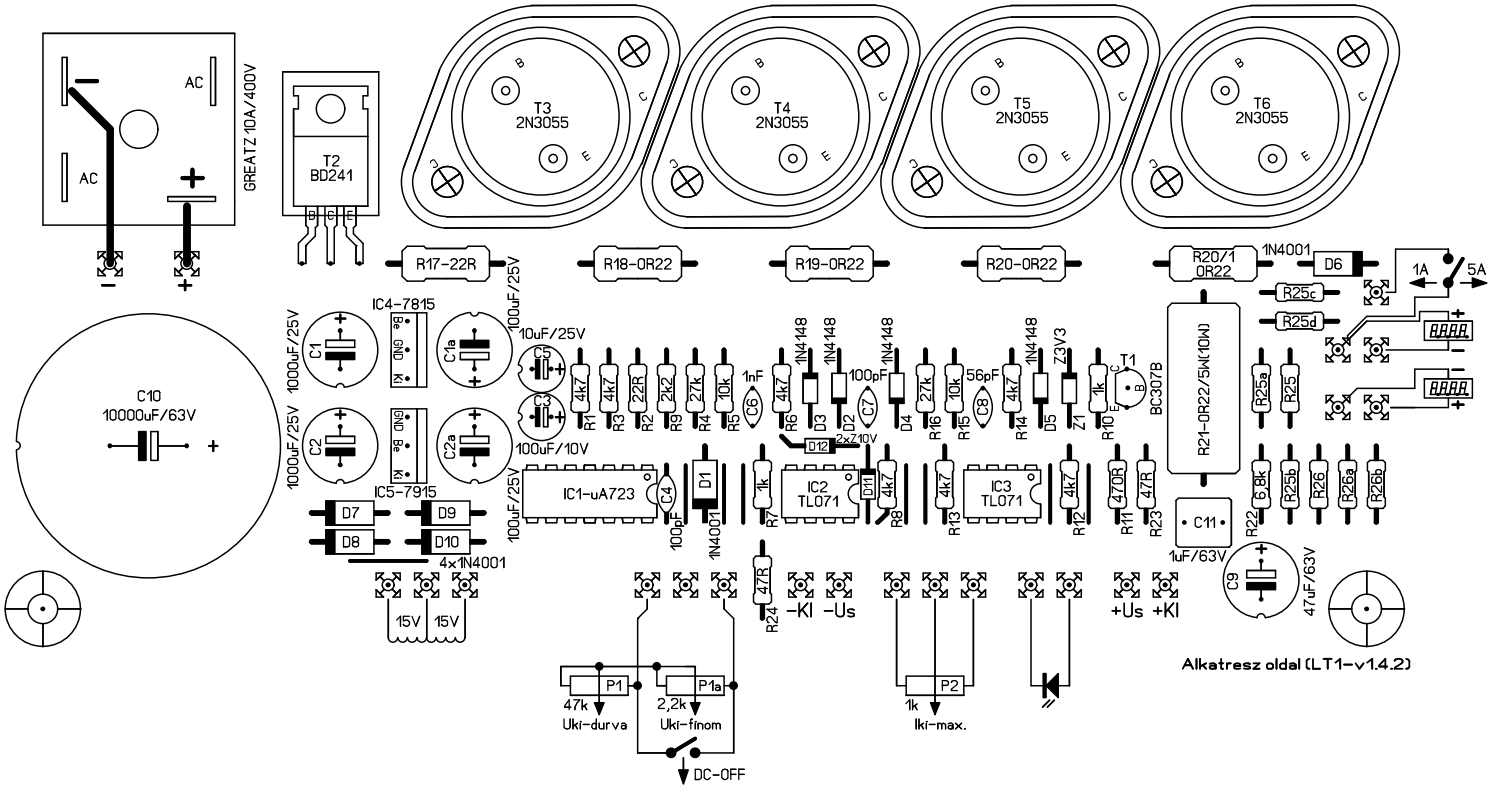 AC
AC
GREATZ 10A/400V
−
+
−
+
T2
BD241
B C E
B
T3
2N3055
C
E
C
B
T4
2N3055
C
E
C
B
T5
2N3055
C
E
C
B
T6
2N3055
C
E
C
R17-22R
R18-0R22
R19-0R22
R20-0R22
R20/1
0R22
1N4001
D6
1A
5A
R25c
R25d
+
8.8.8.8.
−
−
8.8.8.8.
+
C10
10000uF/63V
+
1000uF/25V
C1
+
IC4-7815
Be
GND
Ki
C1a
+
100uF/25V
10uF/25V
C5
+
C3
+
100uF/10V
1000uF/25V
C2
+
GND
Be
Ki
IC5-7915
C2a
+
100uF/25V
4k7
R1
4k7
R3
22R
R2
2k2
R9
27k
R4
10k
R5
1nF
C6
4k7
R6
1N4148
D3
1N4148
D2
100pF
C7
1N4148
D4
27k
R16
10k
R15
56pF
C8
4k7
R14
1N4148
D5
Z3V3
Z1
1k
R10
T1
C
B
E
BC307B
R21-0R22/5W(10W)
R25a
R25
D12
2xZ10V
D7
D9
D8
D10
4x1N4001
IC1-uA723
C4
100pF
D1
1N4001
1k
R7
IC2
TL071
D11
4k7
R8
4k7
R13
IC3
TL071
4k7
R12
470R
R11
47R
R23
C11
1uF/63V
6,8k
R22
R25b
R26
R26a
R26b
15V
15V
47R
R24
−KI
−Us
+Us
+KI
C9
+
47uF/63V
Alkatresz oldal (LT1-v1.4.2)
P1
47k
Uki-durva
P1a
2,2k
Uki-finom
P2
1k
Iki-max.
DC-OFF